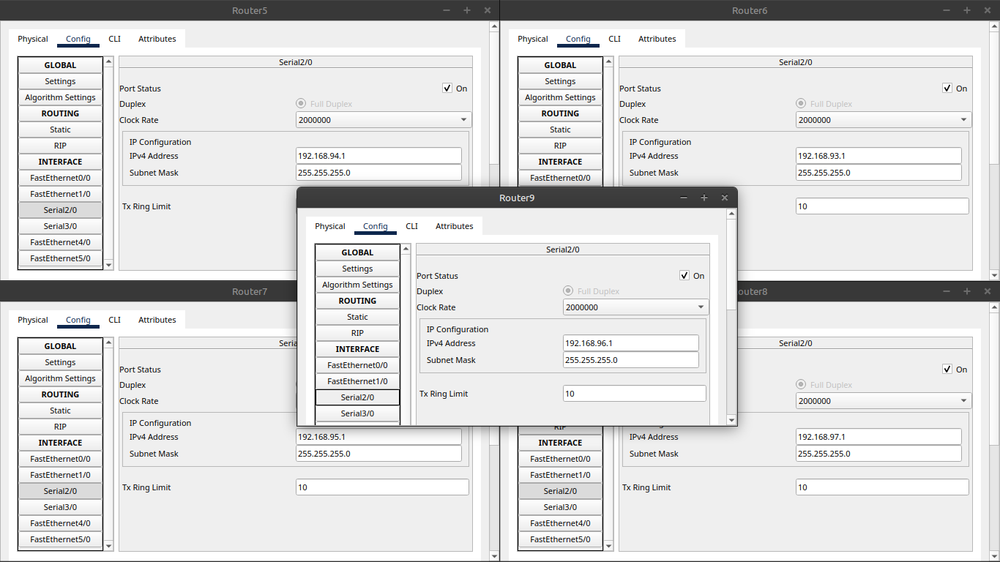 Router5
Physical Config CLI Attributes
GLOBAL
Settings
Algorithm Settings
ROUTING
Static
RIP
INTERFACE
FastEthernet0/0
FastEthernet1/0
Serial2/0
Serial3/0
FastEthernet4/0
FastEthernet5/0
Serial2/0
Port Status On
Duplex Full Duplex
Clock Rate 2000000
IP Configuration
IPv4 Address 192.168.94.1
Subnet Mask 255.255.255.0
Tx Ring Limit
Router6
Physical Config CLI Attributes
GLOBAL
Settings
Algorithm Settings
ROUTING
Static
RIP
INTERFACE
FastEthernet0/0
Serial2/0
Port Status On
Duplex Full Duplex
Clock Rate 2000000
IP Configuration
IPv4 Address 192.168.93.1
Subnet Mask 255.255.255.0
10
Router9
Physical Config CLI Attributes
GLOBAL
Settings
Algorithm Settings
ROUTING
Static
RIP
INTERFACE
FastEthernet0/0
FastEthernet1/0
Serial2/0
Serial3/0
Serial2/0
Port Status On
Duplex Full Duplex
Clock Rate 2000000
IP Configuration
IPv4 Address 192.168.96.1
Subnet Mask 255.255.255.0
Tx Ring Limit 10
Router7
Physical Config CLI Attributes
GLOBAL
Settings
Algorithm Settings
ROUTING
Static
RIP
INTERFACE
FastEthernet0/0
FastEthernet1/0
Serial2/0
Serial3/0
FastEthernet4/0
FastEthernet5/0
Seria
Port Status
Duplex
Clock Rate
IP Configuration
IPv4 Address 192.168.95.1
Subnet Mask 255.255.255.0
Tx Ring Limit 10
outer8
RIP
INTERFACE
FastEthernet0/0
FastEthernet1/0
Serial2/0
Serial3/0
FastEthernet4/0
FastEthernet5/0
Serial2/0
On
Full Duplex
2000000
IPv4 Address 192.168.97.1
Subnet Mask 255.255.255.0
Tx Ring Limit 10